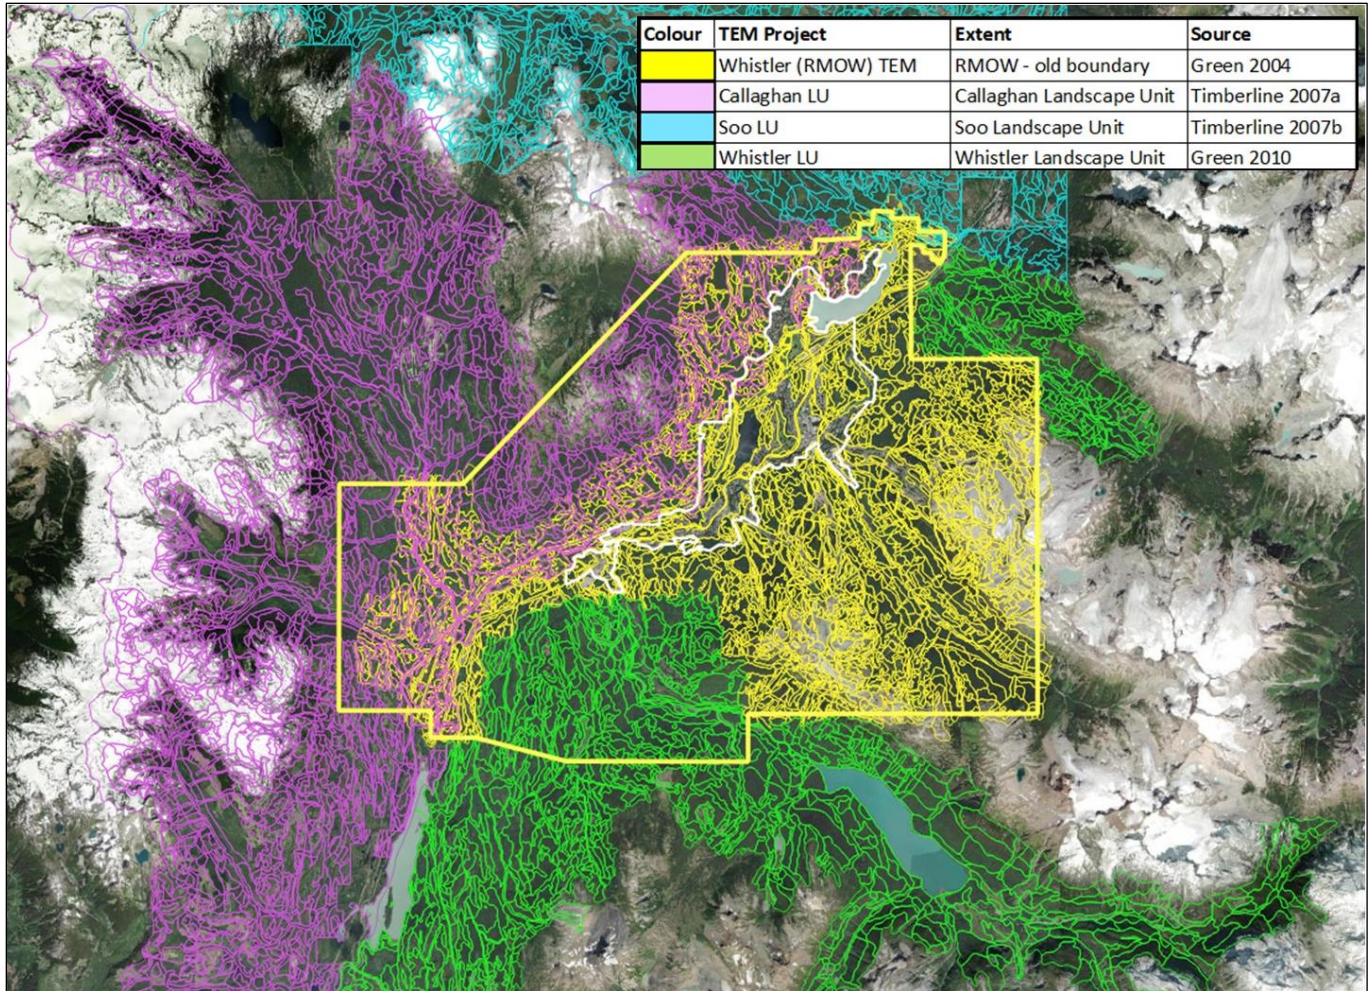 Colour TEM Project Extent Source
Whistler (RMOW) TEM RMOW - old boundary Green 2004
Callaghan LU Callaghan Landscape Unit Timberline 2007a
Soo LU Soo Landscape Unit Timberline 2007b
Whistler LU Whistler Landscape Unit Green 2010